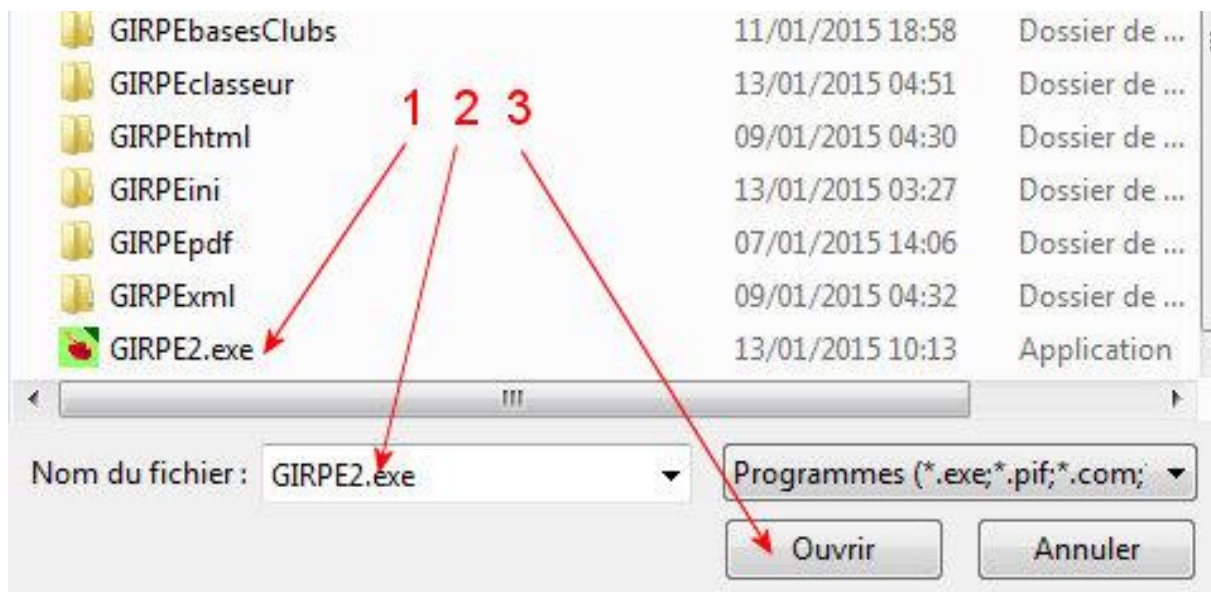 GIRPEbasesClubs 11/01/2015 18:58 Dossier de ...
GIRPEclasseur 13/01/2015 04:51 Dossier de ...
1 2 3
GIRPEhtml 09/01/2015 04:30 Dossier de ...
GIRPEini 13/01/2015 03:27 Dossier de ...
GIRPEpdf 07/01/2015 14:06 Dossier de ...
GIRPExml 09/01/2015 04:32 Dossier de ...
GIRPE2.exe 13/01/2015 10:13 Application
Nom du fichier : GIRPE2.exe Programmes (*.exe;*.pif;*.com;
Ouvrir Annuler